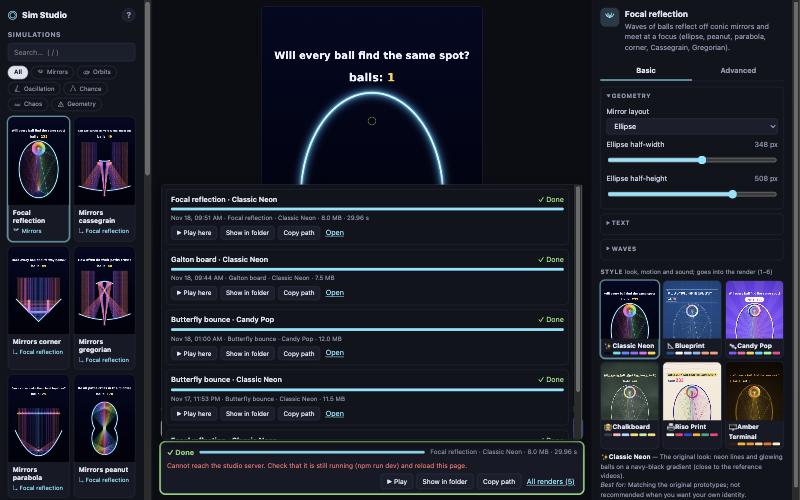 Sim Studio
?
SIMULATIONS
Search... ( / )
All
Mirrors
Orbits
Oscillation
Chance
Chaos
Geometry
Focal reflection
Mirrors
Mirrors cassegrain
Focal reflection
Mirrors corner
Focal reflection
Mirrors gregorian
Focal reflection
Mirrors parabola
Focal reflection
Mirrors peanut
Focal reflection
Will every ball find the same spot?
balls: 1
Focal reflection · Classic Neon
✓ Done
Nov 18, 09:51 AM · Focal reflection · Classic Neon · 8.0 MB · 29.96 s
▶ Play here
Show in folder
Copy path
Open
Galton board · Classic Neon
✓ Done
Nov 18, 09:44 AM · Galton board · Classic Neon · 7.5 MB
▶ Play here
Show in folder
Copy path
Open
Butterfly bounce · Candy Pop
✓ Done
Nov 18, 01:00 AM · Butterfly bounce · Candy Pop · 12.0 MB
▶ Play here
Show in folder
Copy path
Open
Butterfly bounce · Classic Neon
✓ Done
Nov 17, 11:53 PM · Butterfly bounce · Classic Neon · 11.5 MB
▶ Play here
Show in folder
Copy path
Open
✓ Done
Focal reflection · Classic Neon · 8.0 MB · 29.96 s
Cannot reach the studio server. Check that it is still running (npm run dev) and reload this page.
▶ Play
Show in folder
Copy path
All renders (5)
Focal reflection
Waves of balls reflect off conic mirrors and
meet at a focus (ellipse, peanut, parabola,
corner, Cassegrain, Gregorian).
Basic
Advanced
▾ GEOMETRY
Mirror layout
Ellipse
Ellipse half-width
348 px
Ellipse half-height
508 px
▸ TEXT
▸ WAVES
STYLE look, motion and sound; goes into the render (1–6)
Classic Neon
Blueprint
Candy Pop
Chalkboard
Riso Print
Amber Terminal
Classic Neon — The original look: neon lines and glowing
balls on a navy-black gradient (close to the reference
videos).
Best for: Matching the original prototypes; not
recommended when you want your own identity.